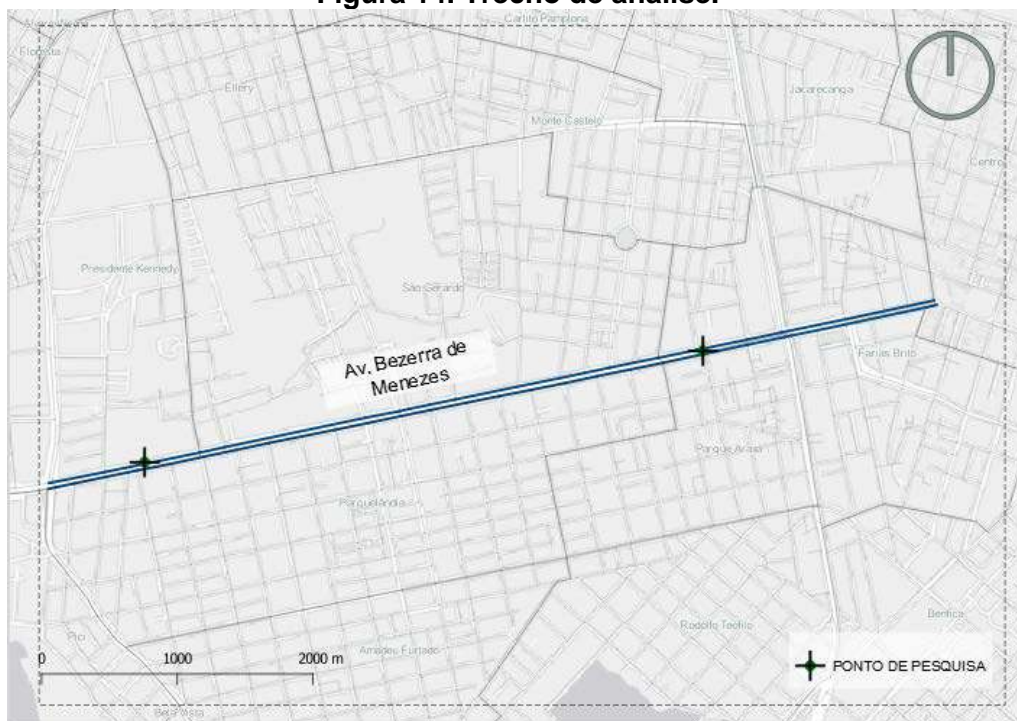 Figura 14: Trecho de análise.
Carlito Pamplona
Floresta
Ellery
Jacarecanga
Monte Castelo
Centro
Presidente Kennedy
São Gerardo
Av. Bezerra de
Menezes
Farias Brito
Parque Araxá
Parquelândia
Rodolfo Teófilo
Benfica
Pici
Amadeu Furtado
Bela Vista
0 1000 2000 m
PONTO DE PESQUISA